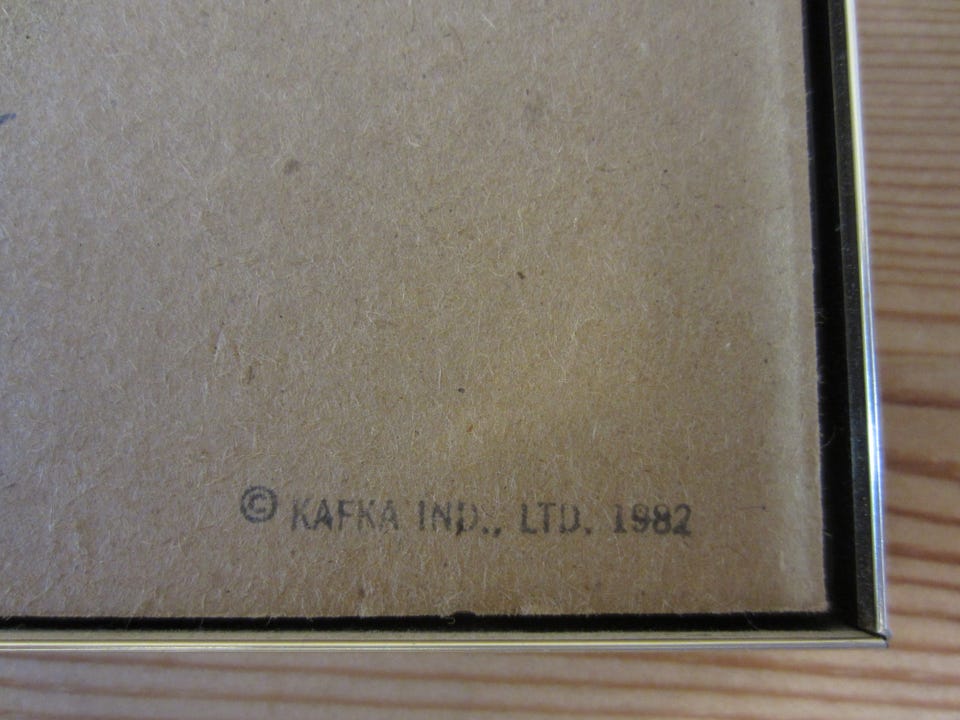 © KAFKA IND., LTD. 1982